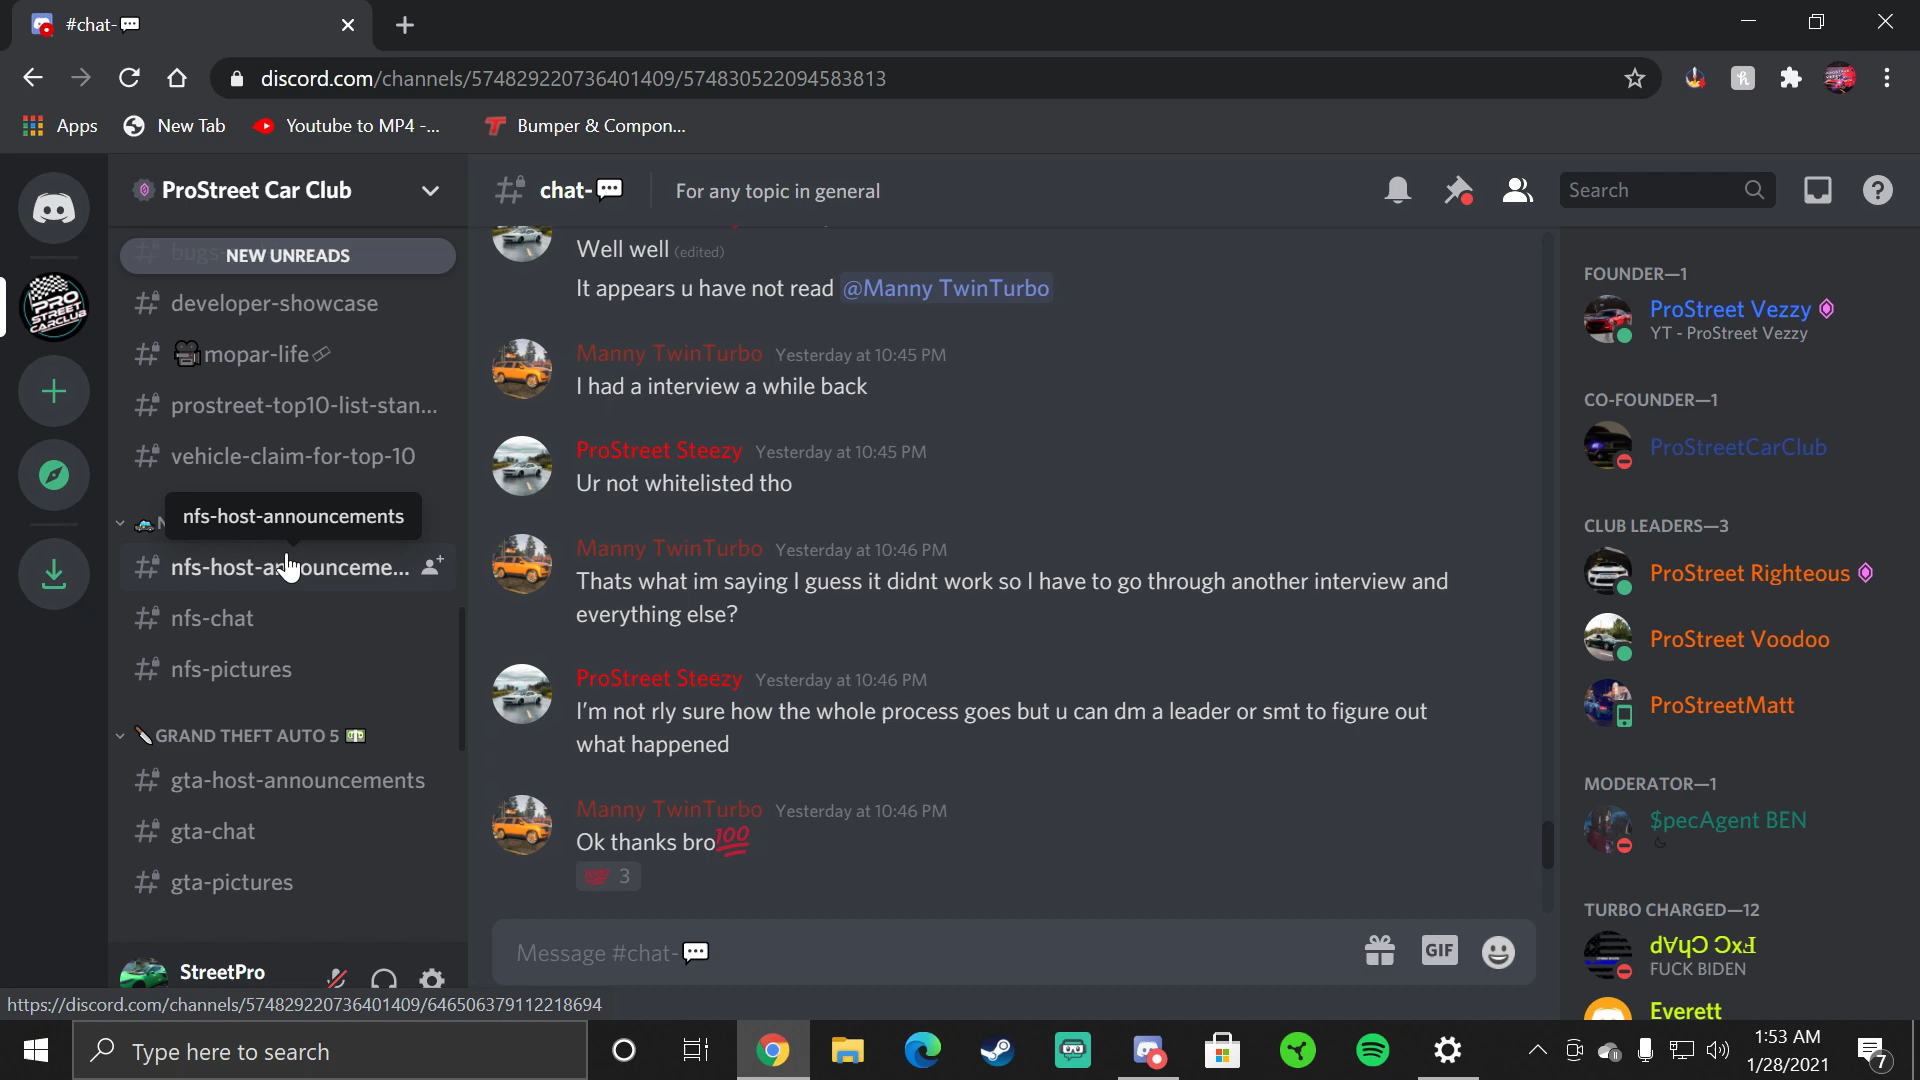 #chat-💬
discord.com/channels/574829220736401409/574830522094583813
Apps
New Tab
Youtube to MP4 -...
Bumper & Compon...
PRO
STREET
CARCLUB
ProStreet Car Club
NEW UNREADS
developer-showcase
🎥mopar-life
prostreet-top10-list-stan...
vehicle-claim-for-top-10
nfs-host-announcements
nfs-host-announceme...
nfs-chat
nfs-pictures
🔪GRAND THEFT AUTO 5 💵
gta-host-announcements
gta-chat
gta-pictures
StreetPro
chat-💬
For any topic in general
Search
Well well (edited)
It appears u have not read @Manny TwinTurbo
Manny TwinTurbo Yesterday at 10:45 PM
I had a interview a while back
ProStreet Steezy Yesterday at 10:45 PM
Ur not whitelisted tho
Manny TwinTurbo Yesterday at 10:46 PM
Thats what im saying I guess it didnt work so I have to go through another interview and
everything else?
ProStreet Steezy Yesterday at 10:46 PM
I'm not rly sure how the whole process goes but u can dm a leader or smt to figure out
what happened
Manny TwinTurbo Yesterday at 10:46 PM
Ok thanks bro💯
💯 3
Message #chat-💬
GIF
FOUNDER—1
ProStreet Vezzy
YT - ProStreet Vezzy
CO-FOUNDER—1
ProStreetCarClub
CLUB LEADERS—3
ProStreet Righteous
ProStreet Voodoo
ProStreetMatt
MODERATOR—1
$pecAgent BEN
TURBO CHARGED—12
FUCK BIDEN
Everett
https://discord.com/channels/574829220736401409/646506379112218694
Type here to search
1:53 AM
1/28/2021
7